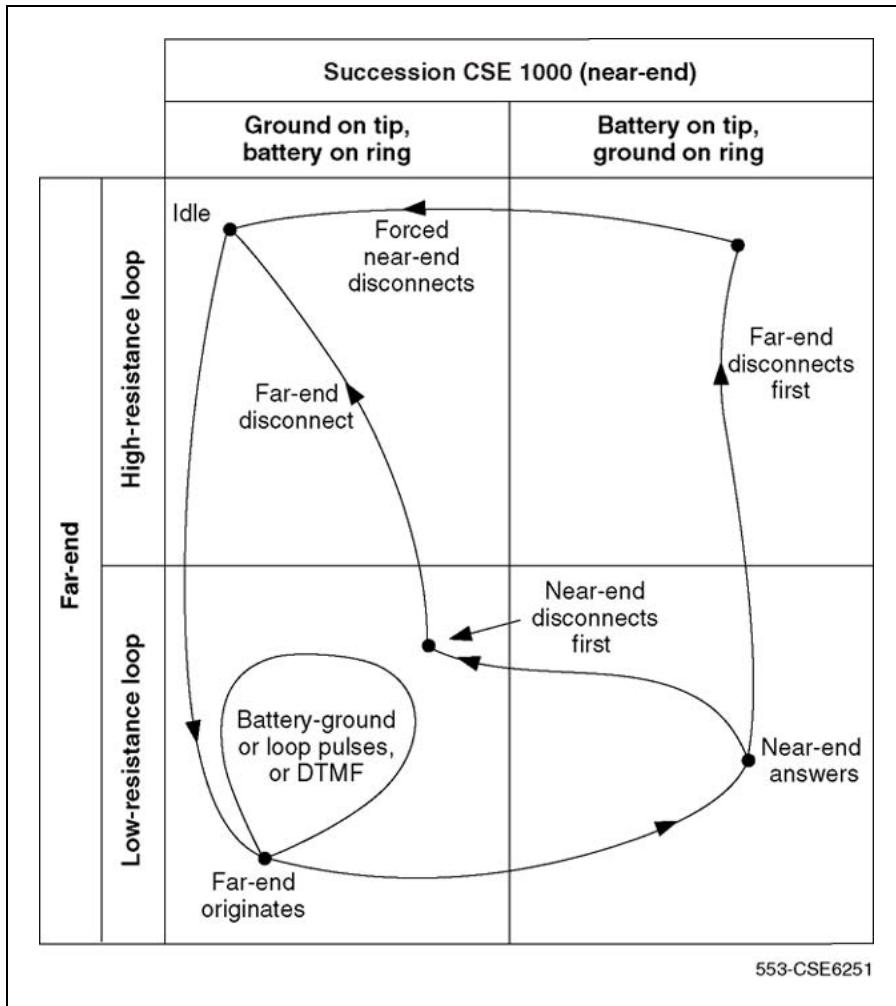 Succession CSE 1000 (near-end)
Ground on tip,
battery on ring
Battery on tip,
ground on ring
Far-end
High-resistance loop
Low-resistance loop
Idle
Forced
near-end
disconnects
Far-end
disconnects
first
Far-end
disconnect
Near-end
disconnects
first
Battery-ground
or loop pulses,
or DTMF
Near-end
answers
Far-end
originates
553-CSE6251